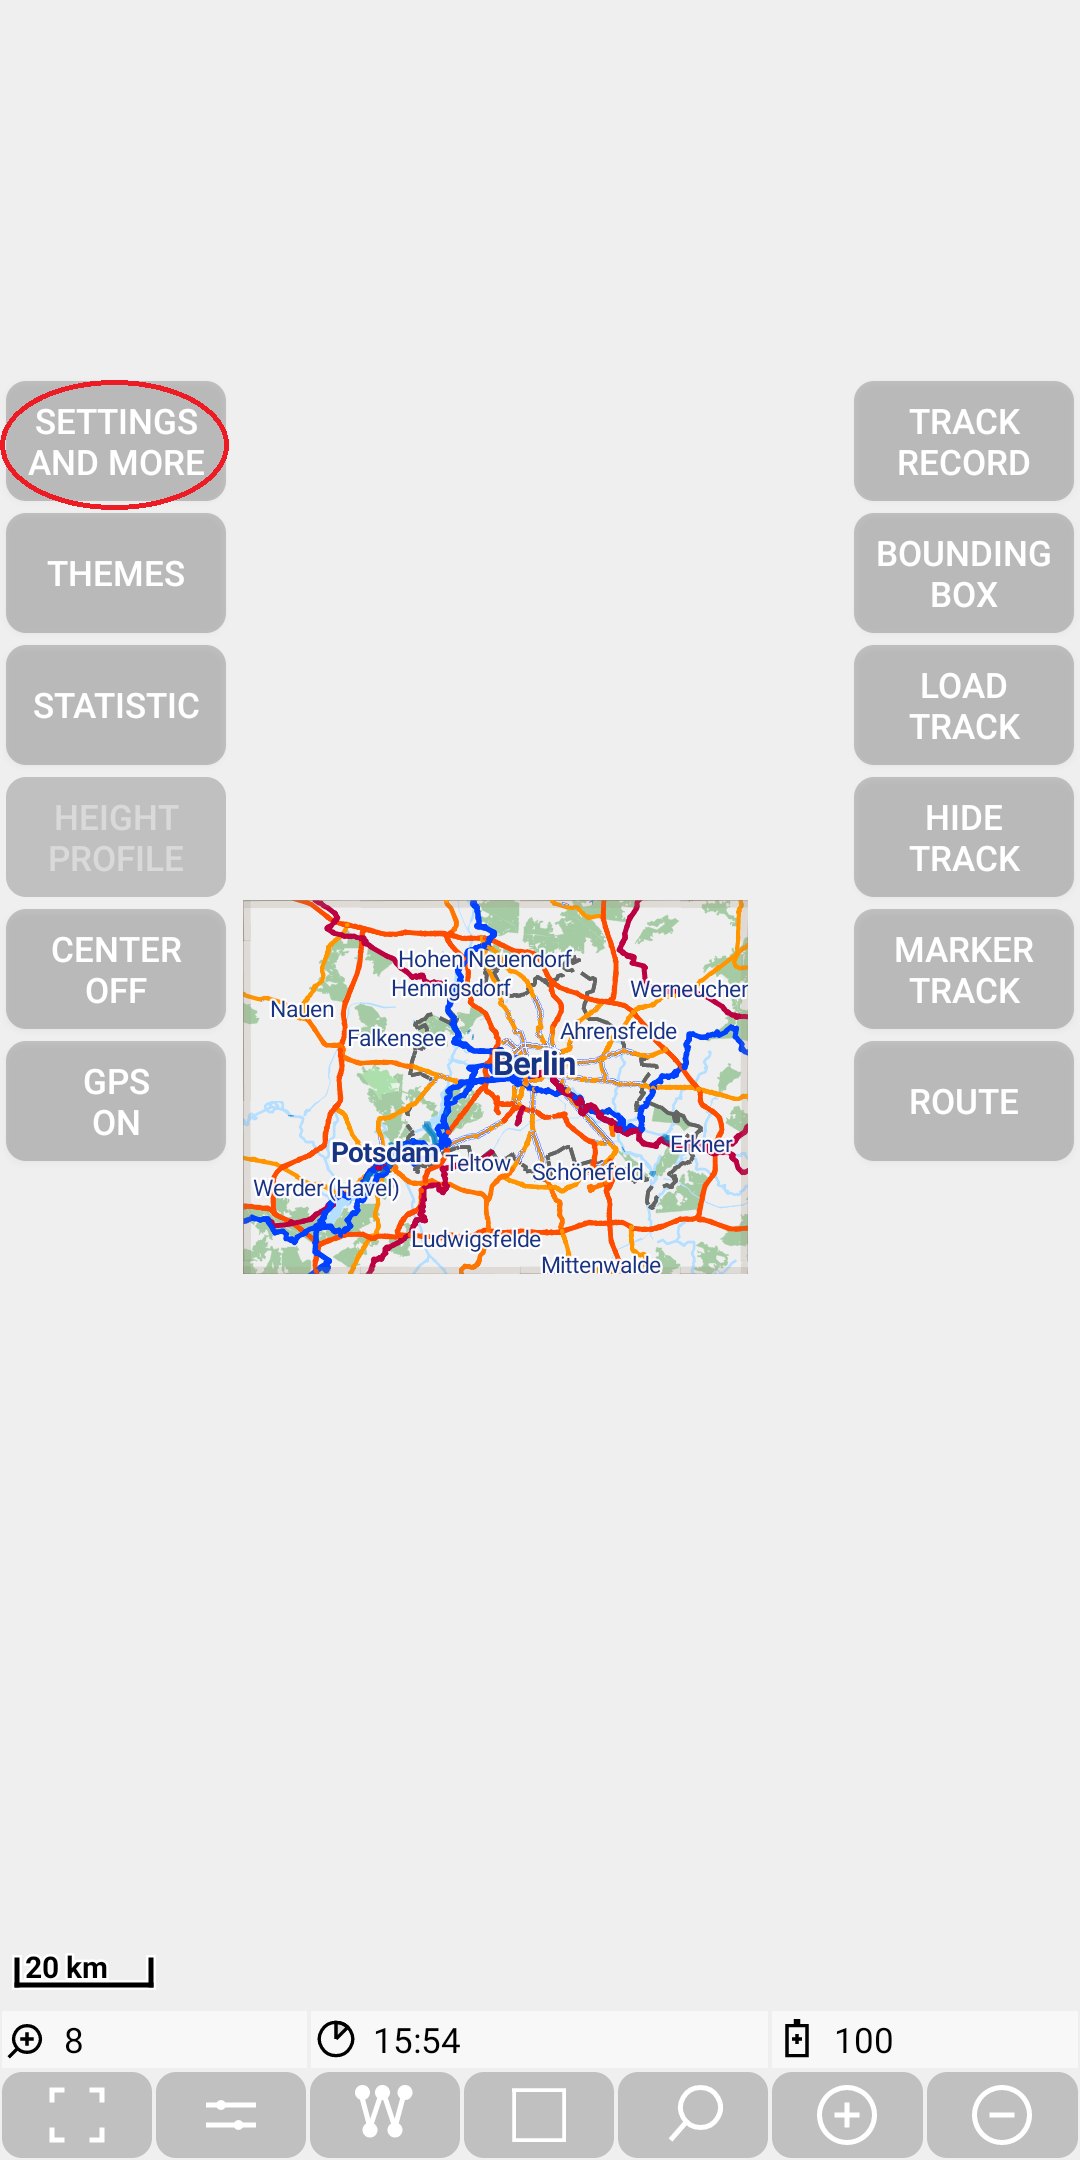 SETTINGS
AND MORE
THEMES
STATISTIC
HEIGHT
PROFILE
CENTER
OFF
GPS
ON
TRACK
RECORD
BOUNDING
BOX
LOAD
TRACK
HIDE
TRACK
MARKER
TRACK
ROUTE
Hohen Neuendorf
Hennigsdorf
Werneuchen
Nauen
Falkensee
Ahrensfelde
Berlin
Potsdam
Teltow
Erkner
Schönefeld
Werder (Havel)
Ludwigsfelde
Mittenwalde
20 km
8
15:54
100